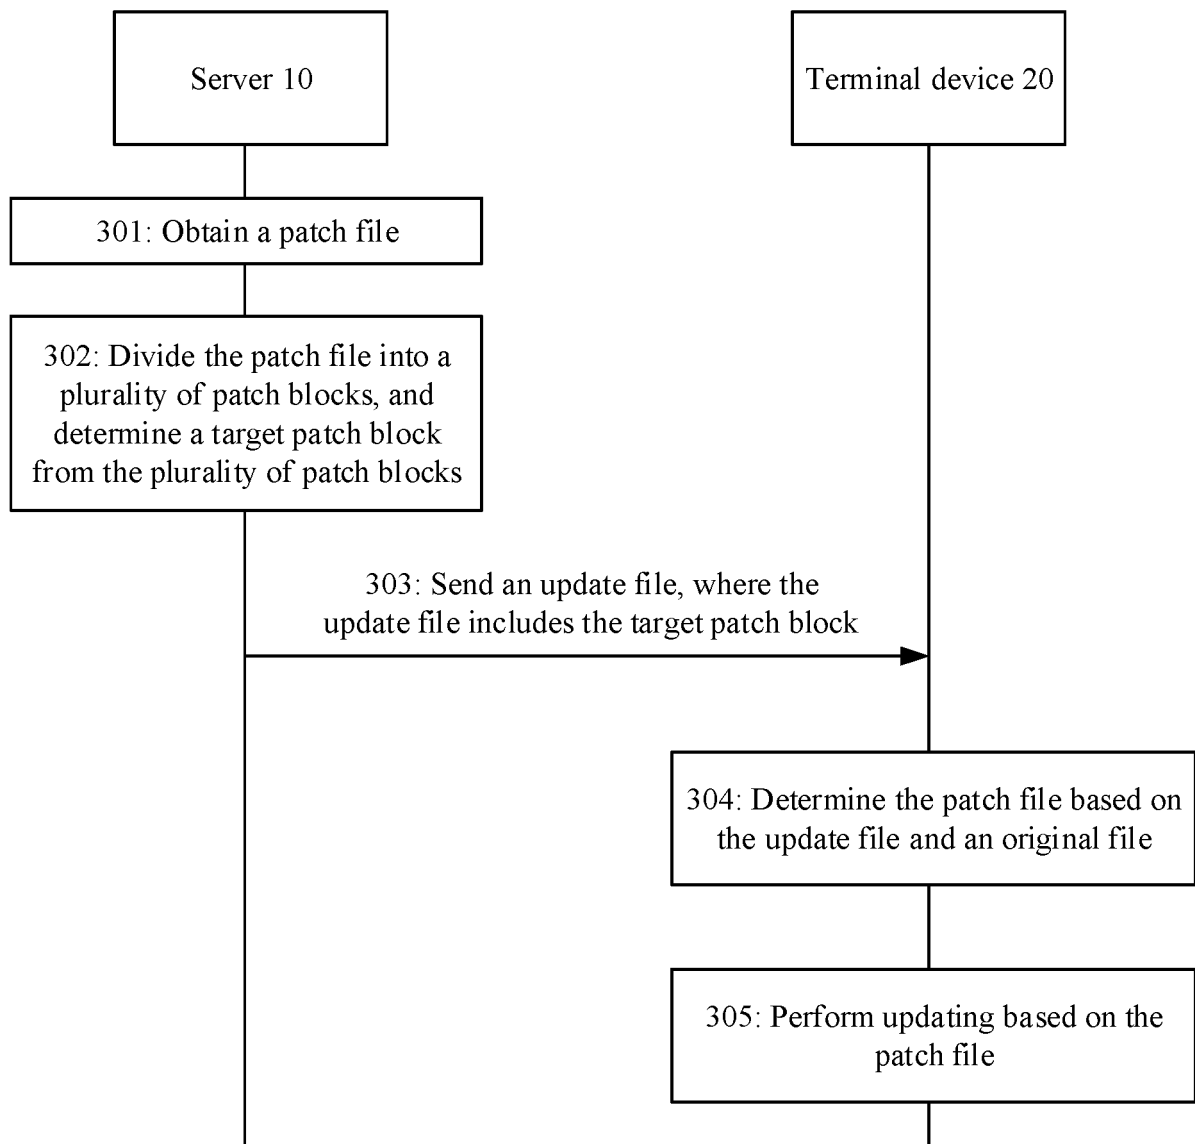 Server 10
Terminal device 20
301: Obtain a patch file
302: Divide the patch file into a
plurality of patch blocks, and
determine a target patch block
from the plurality of patch blocks
303: Send an update file, where the
update file includes the target patch block
304: Determine the patch file based on
the update file and an original file
305: Perform updating based on the
patch file